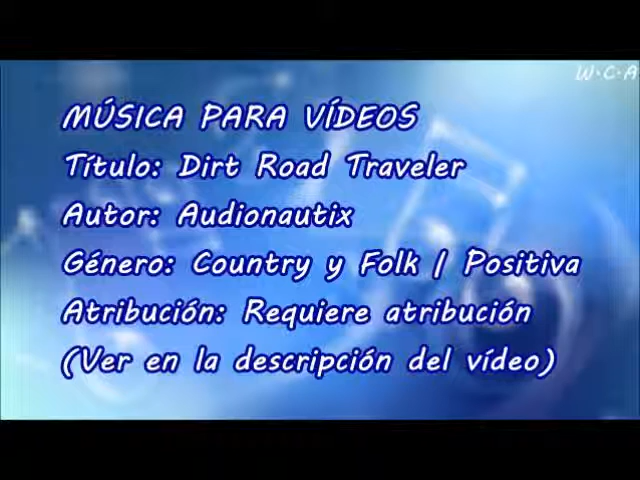 W.C.A
MÚSICA PARA VÍDEOS
Título: Dirt Road Traveler
Autor: Audionautix
Género: Country y Folk / Positiva
Atribución: Requiere atribución
(Ver en la descripción del vídeo)